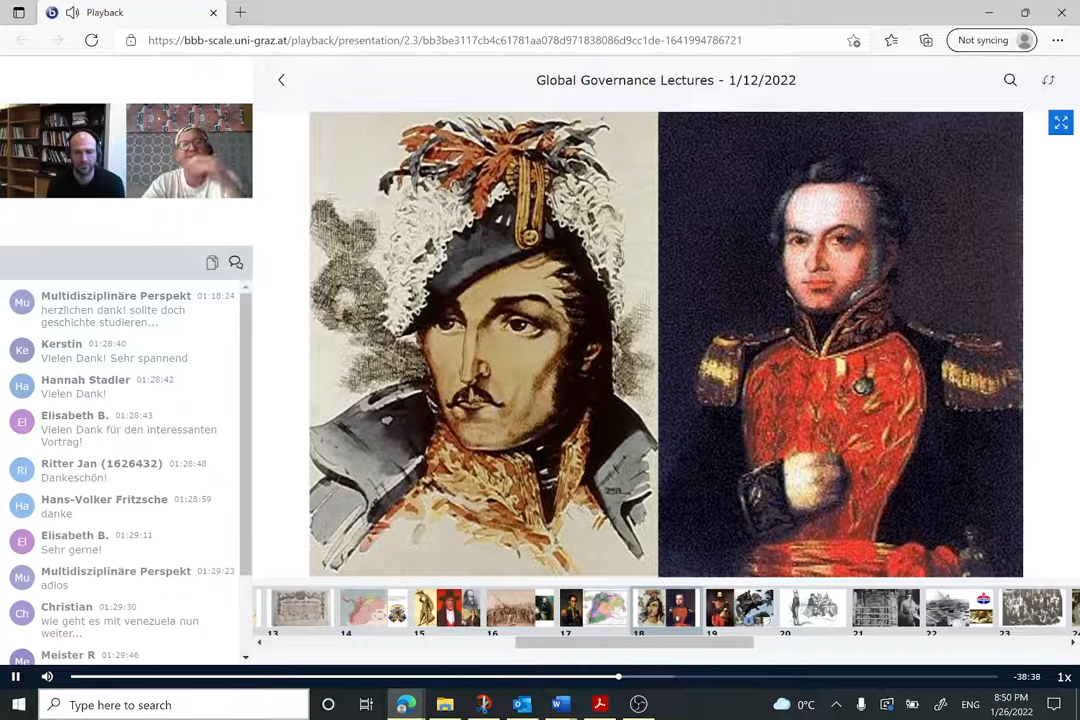 Playback
https://bbb-scale.uni-graz.at/playback/presentation/2.3/bb3be3117cb4c61781aa078d971838086d9cc1de-1641994786721
Not syncing
Global Governance Lectures - 1/12/2022
Mu
Multidisziplinäre Perspekt 01:18:24
herzlichen dank! sollte doch
geschichte studieren...
Ke
Kerstin 01:28:40
Vielen Dank! Sehr spannend
Ha
Hannah Stadler 01:28:42
Vielen Dank!
El
Elisabeth B. 01:28:43
Vielen Dank für den interessanten
Vortrag!
Ri
Ritter Jan (1626432) 01:28:48
Dankeschön!
Ha
Hans-Volker Fritzsche 01:28:59
danke
El
Elisabeth B. 01:29:11
Sehr gerne!
Mu
Multidisziplinäre Perspekt 01:29:23
adios
Ch
Christian 01:29:30
wie geht es mit venezuela nun
weiter...
Me
Meister R 01:29:46
13
14
15
16
17
18
19
20
21
22
23
-38:38
1x
Type here to search
0°C
ENG
8:50 PM
1/26/2022